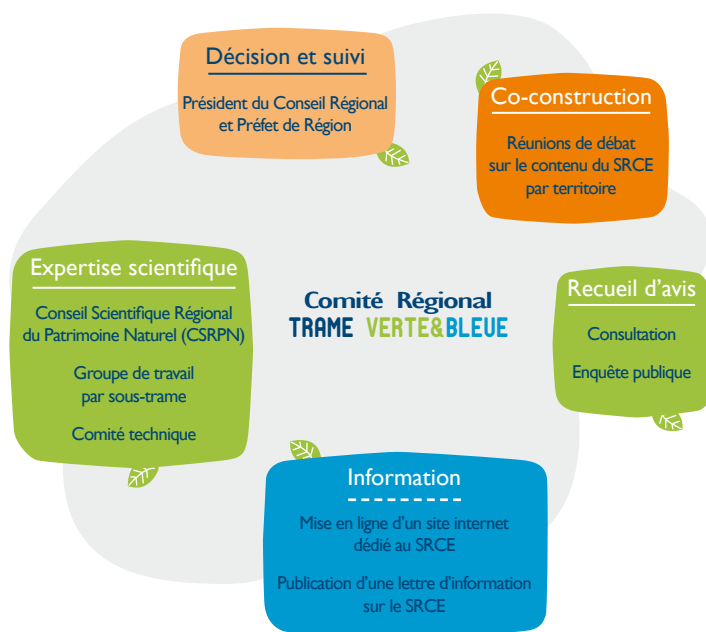 Décision et suivi
Président du Conseil Régional
et Préfet de Région
Co-construction
Réunions de débat
sur le contenu du SRCE
par territoire
Expertise scientifique
Conseil Scientifique Régional
du Patrimoine Naturel (CSRPN)
Groupe de travail
par sous-trame
Comité technique
Comité Régional
TRAME VERTE&BLEUE
Recueil d'avis
Consultation
Enquête publique
Information
Mise en ligne d'un site internet
dédié au SRCE
Publication d'une lettre d'information
sur le SRCE